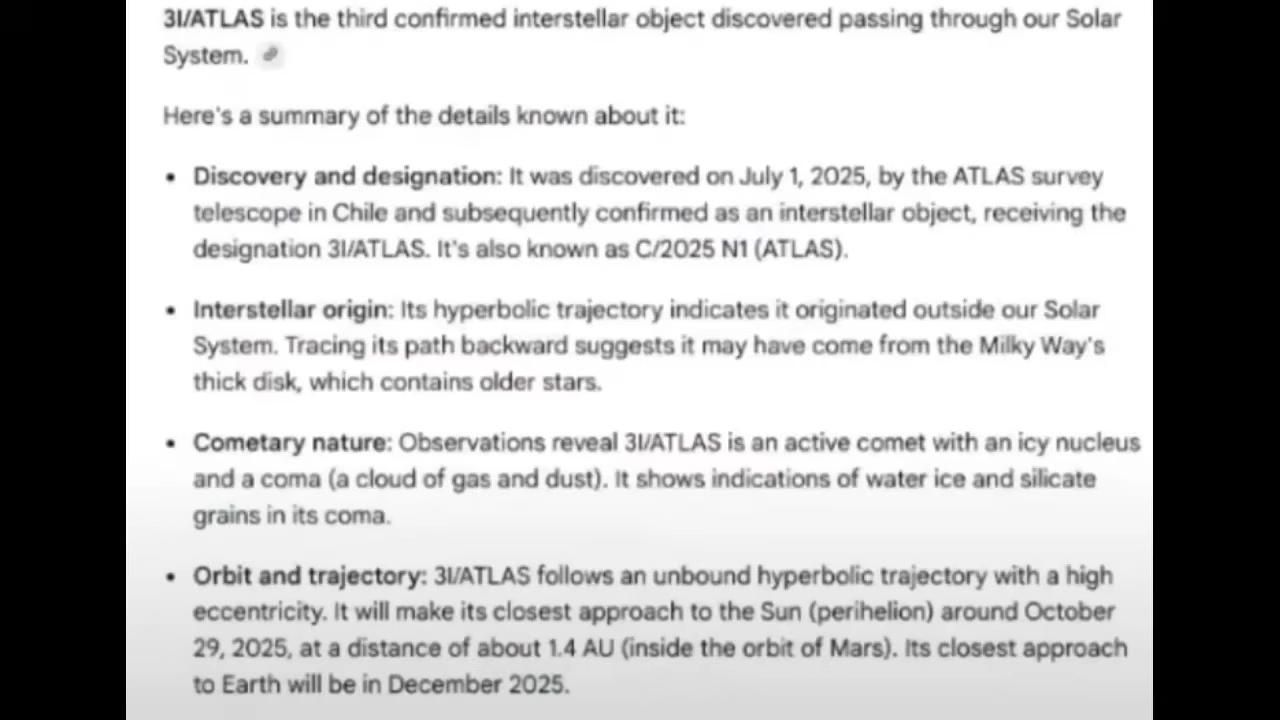 3I/ATLAS is the third confirmed interstellar object discovered passing through our Solar
System.
Here's a summary of the details known about it:
• Discovery and designation: It was discovered on July 1, 2025, by the ATLAS survey
telescope in Chile and subsequently confirmed as an interstellar object, receiving the
designation 3I/ATLAS. It's also known as C/2025 N1 (ATLAS).
• Interstellar origin: Its hyperbolic trajectory indicates it originated outside our Solar
System. Tracing its path backward suggests it may have come from the Milky Way's
thick disk, which contains older stars.
• Cometary nature: Observations reveal 3I/ATLAS is an active comet with an icy nucleus
and a coma (a cloud of gas and dust). It shows indications of water ice and silicate
grains in its coma.
• Orbit and trajectory: 3I/ATLAS follows an unbound hyperbolic trajectory with a high
eccentricity. It will make its closest approach to the Sun (perihelion) around October
29, 2025, at a distance of about 1.4 AU (inside the orbit of Mars). Its closest approach
to Earth will be in December 2025.